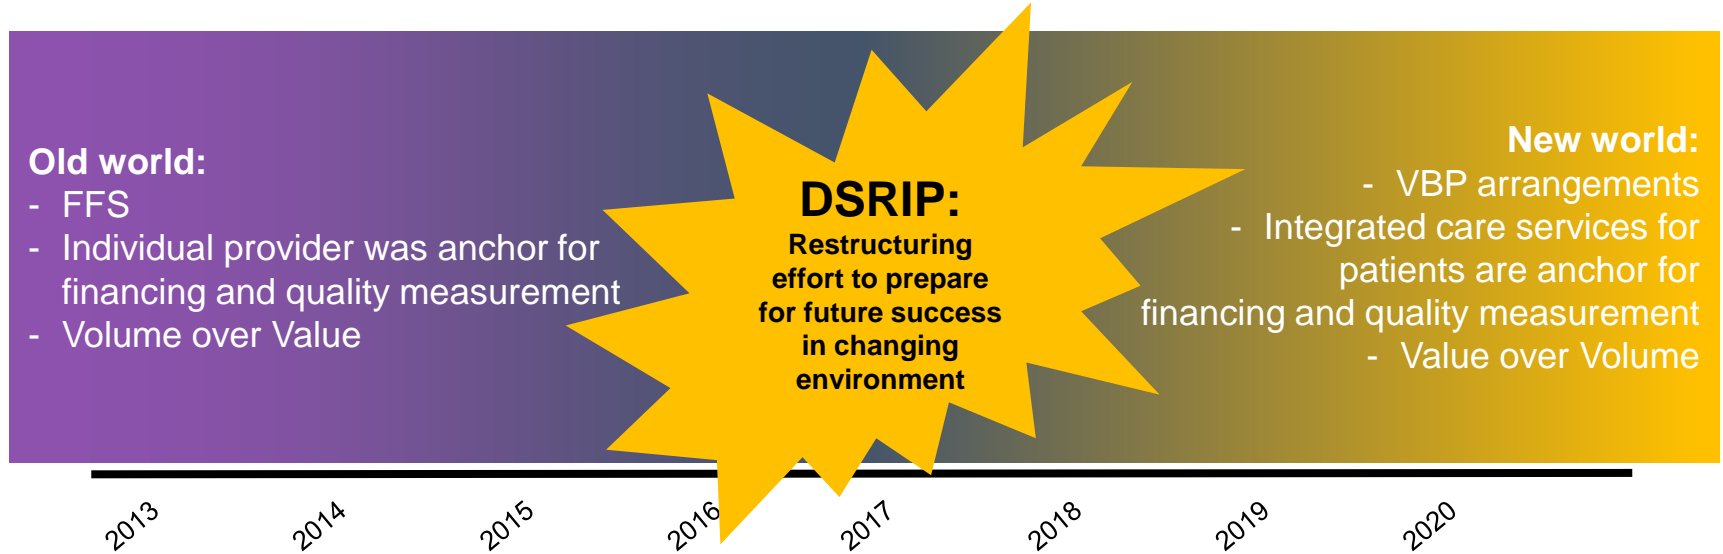 Old world:
- FFS
- Individual provider was anchor for
financing and quality measurement
- Volume over Value
DSRIP:
Restructuring
effort to prepare
for future success
in changing
environment
New world:
- VBP arrangements
- Integrated care services for
patients are anchor for
financing and quality measurement
- Value over Volume
2013
2014
2015
2016
2017
2018
2019
2020